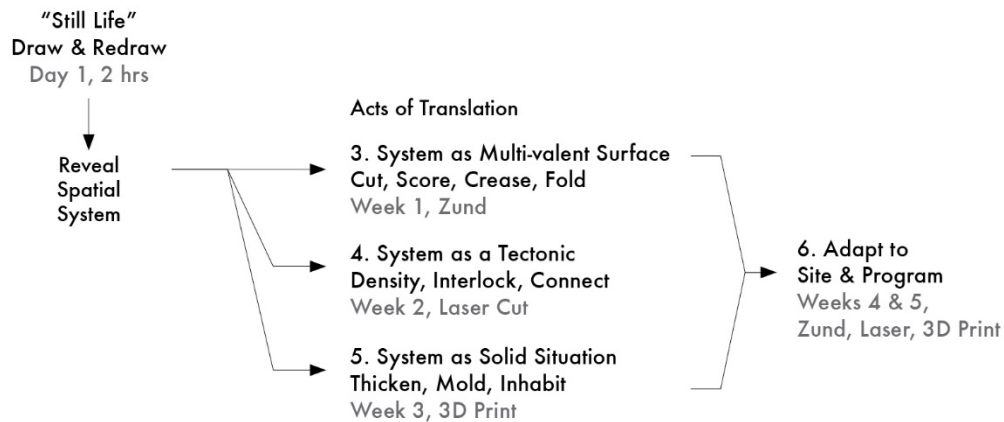 “Still Life”
Draw & Redraw
Day 1, 2 hrs
Reveal
Spatial
System
Acts of Translation
3. System as Multi-valent Surface
Cut, Score, Crease, Fold
Week 1, Zund
4. System as a Tectonic
Density, Interlock, Connect
Week 2, Laser Cut
5. System as Solid Situation
Thicken, Mold, Inhabit
Week 3, 3D Print
6. Adapt to
Site & Program
Weeks 4 & 5,
Zund, Laser, 3D Print